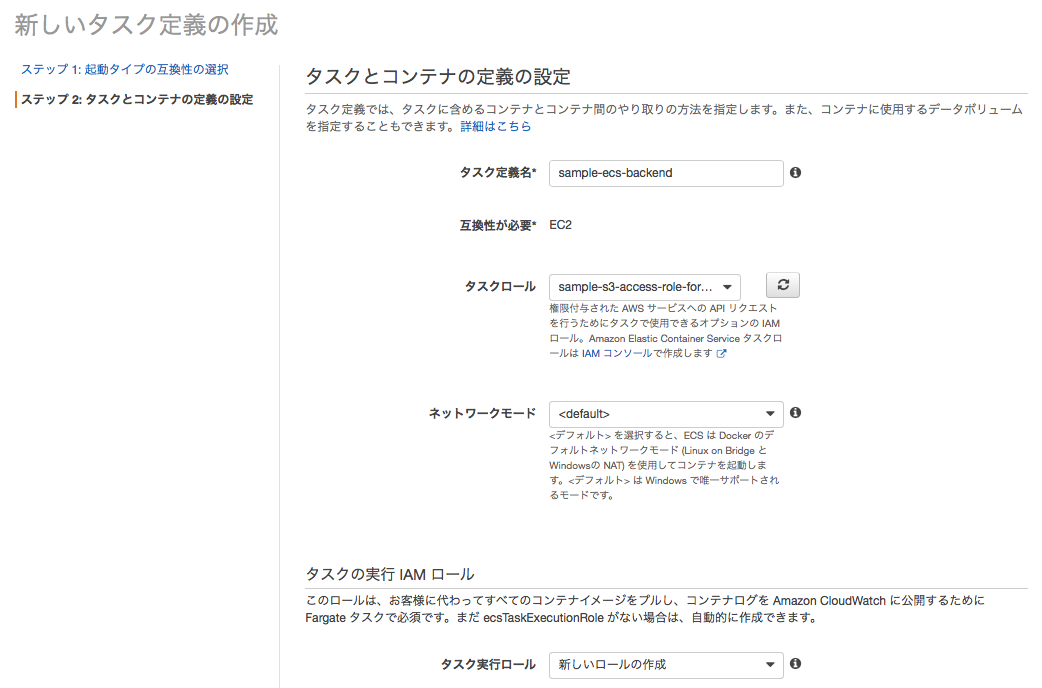 新しいタスク定義の作成
ステップ 1: 起動タイプの互換性の選択
ステップ 2: タスクとコンテナの定義の設定
タスクとコンテナの定義の設定
タスク定義では、タスクに含めるコンテナとコンテナ間のやり取りの方法を指定します。また、コンテナに使用するデータボリューム
を指定することもできます。詳細はこちら
タスク定義名* sample-ecs-backend
互換性が必要* EC2
タスクロール sample-s3-access-role-for...
権限付与された AWS サービスへの API リクエスト
を行うためにタスクで使用できるオプションの IAM
ロール。Amazon Elastic Container Service タスクロ
ールは IAM コンソールで作成します
ネットワークモード <default>
<デフォルト> を選択すると、ECS は Docker のデ
フォルトネットワークモード (Linux on Bridge と
Windowsの NAT) を使用してコンテナを起動しま
す。<デフォルト> は Windows で唯一サポートされ
るモードです。
タスクの実行 IAM ロール
このロールは、お客様に代わってすべてのコンテナイメージをプルし、コンテナログを Amazon CloudWatch に公開するために
Fargate タスクで必須です。まだ ecsTaskExecutionRole がない場合は、自動的に作成できます。
タスク実行ロール 新しいロールの作成